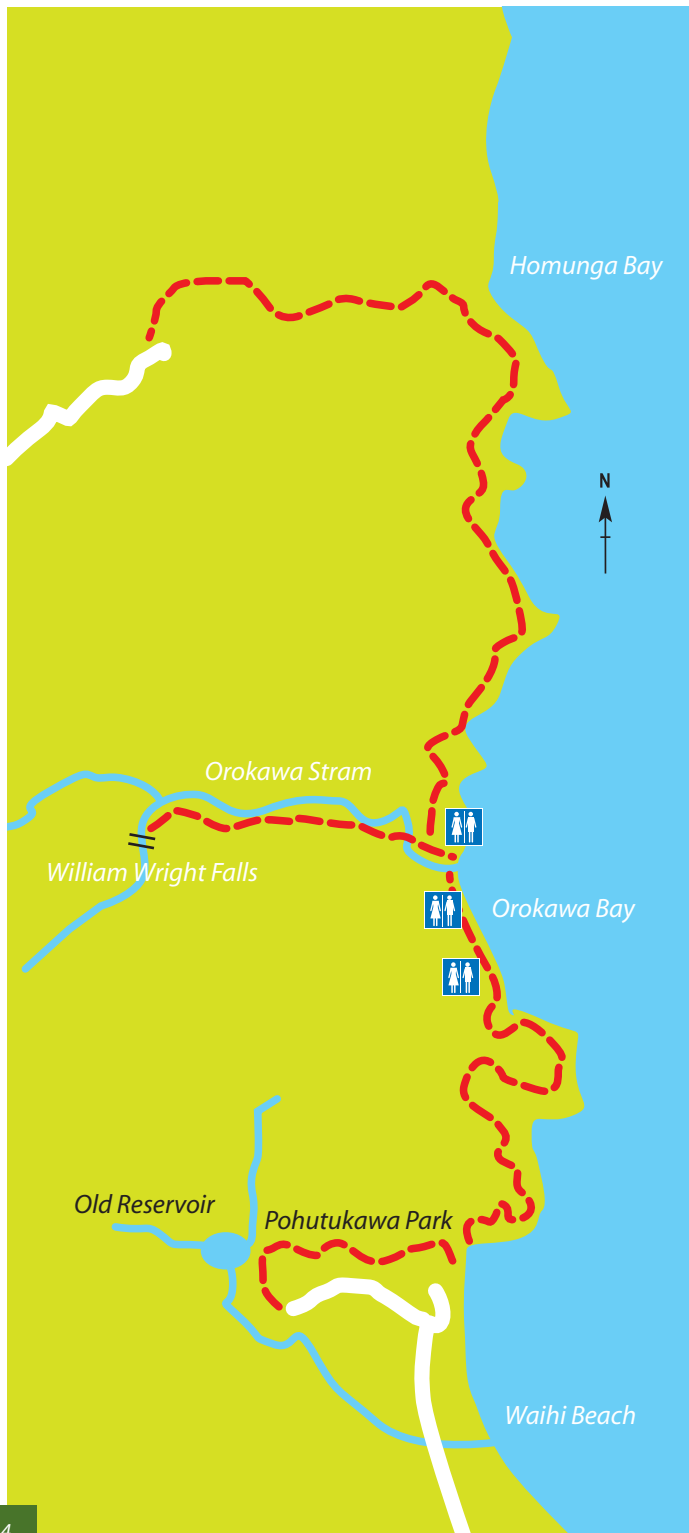 Homunga Bay
N
Orokawa Stram
William Wright Falls
Orokawa Bay
Old Reservoir
Pohutukawa Park
Waihi Beach
4